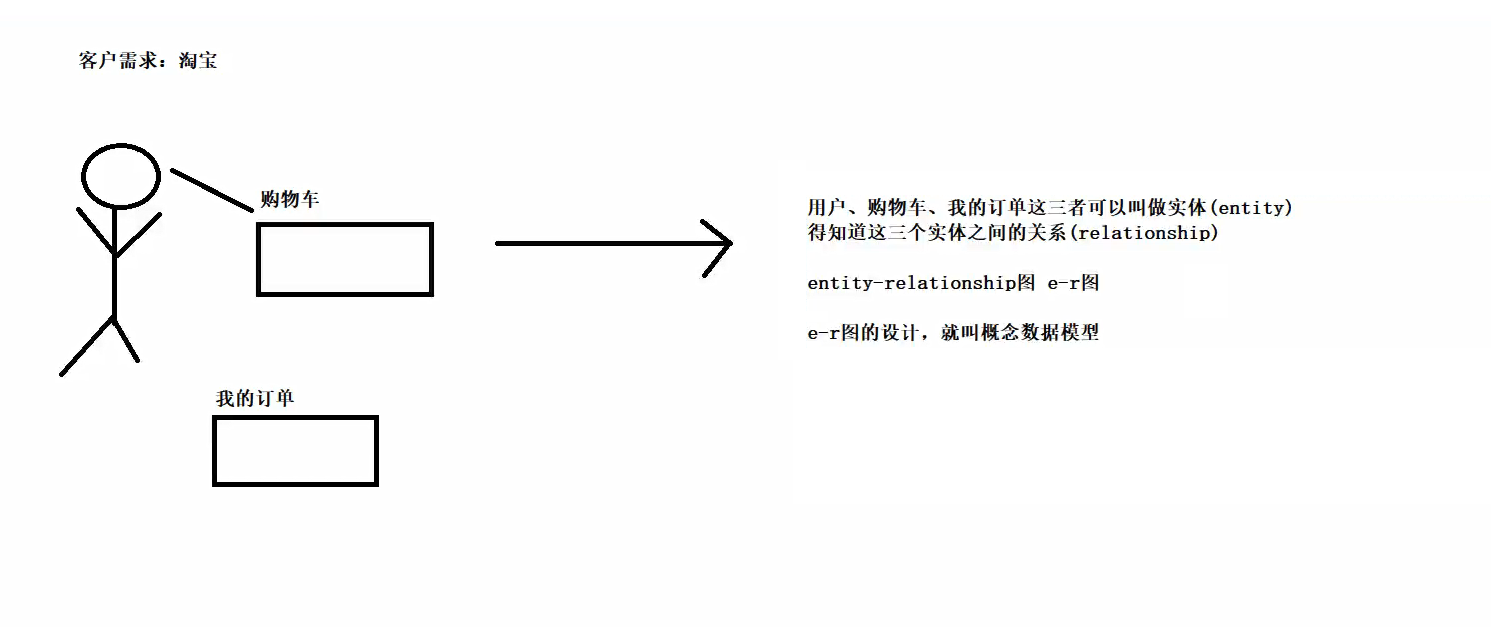 客户需求：淘宝
购物车
我的订单
用户、购物车、我的订单这三者可以叫做实体(entity)
得知道这三个实体之间的关系(relationship)
entity-relationship图 e-r图
e-r图的设计，就叫概念数据模型